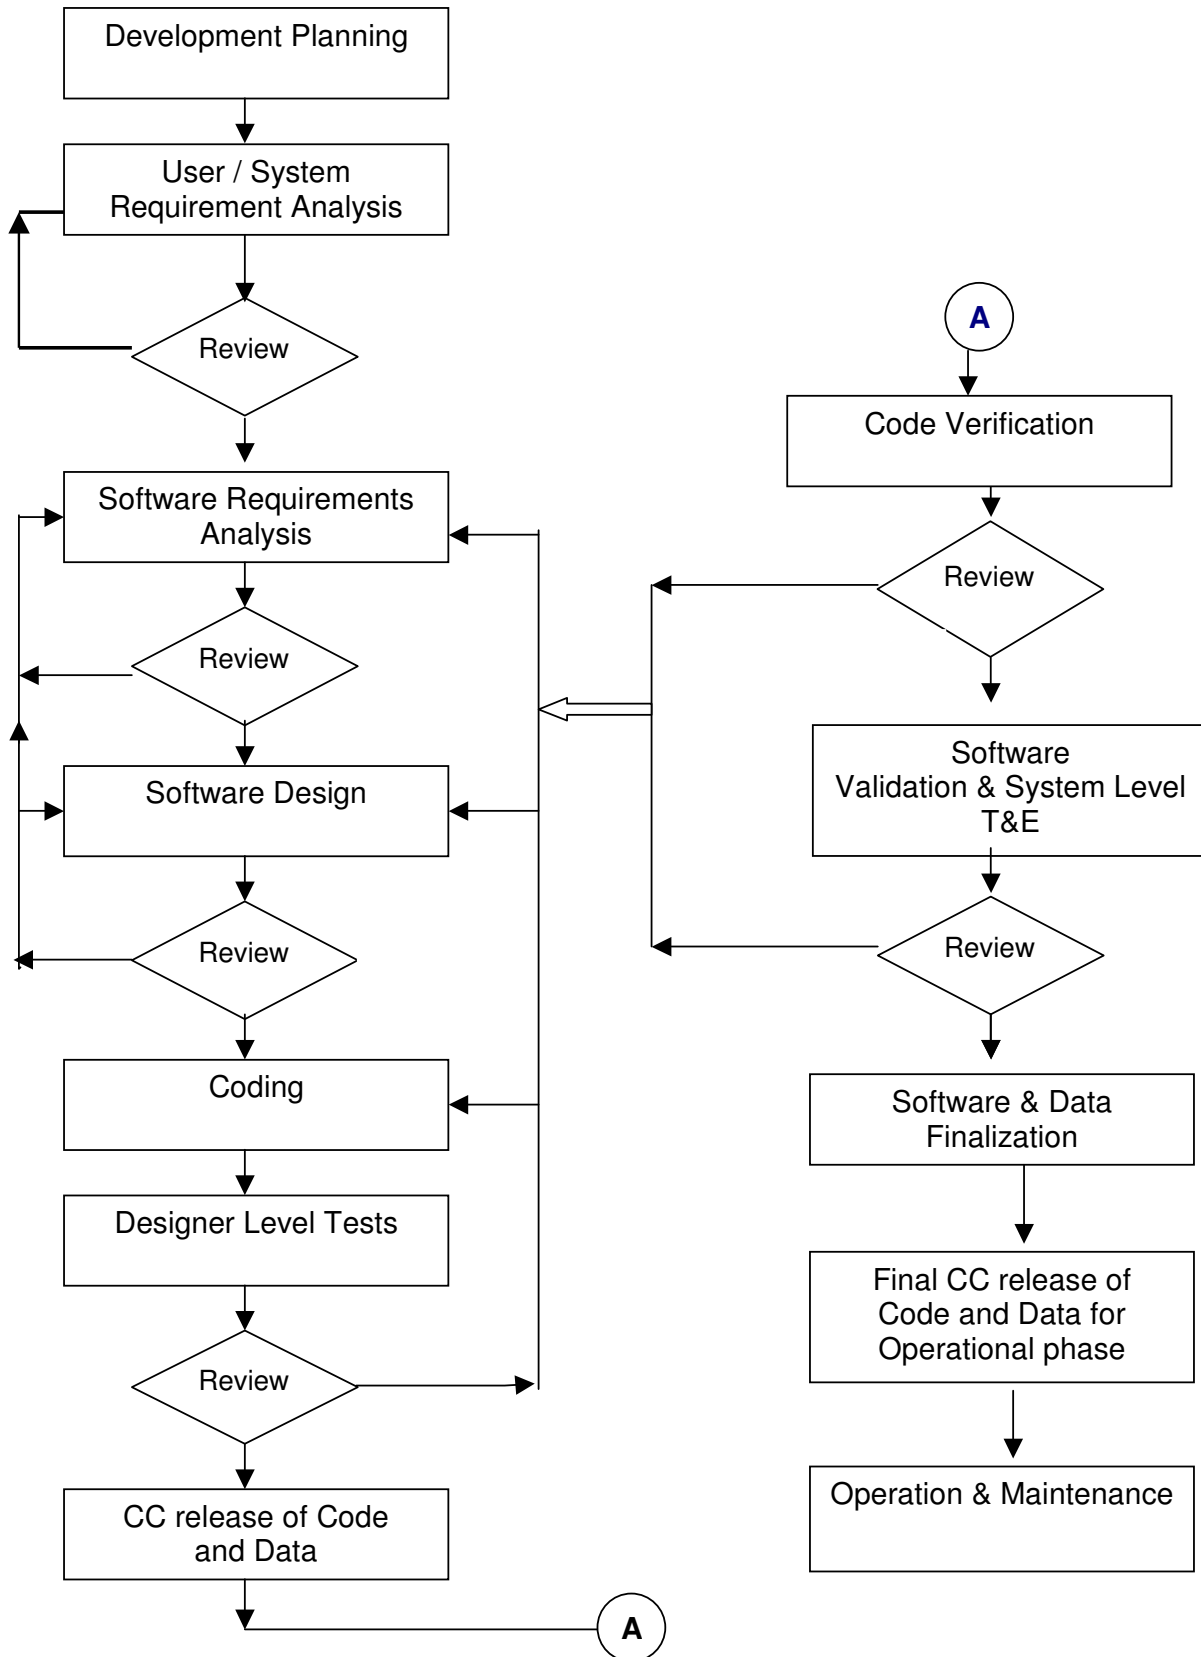 Development Planning
User / System
Requirement Analysis
Review
Software Requirements
Analysis
Review
Software Design
Review
Coding
Designer Level Tests
Review
CC release of Code
and Data
A
A
Code Verification
Review
Software
Validation & System Level
T&E
Review
Software & Data
Finalization
Final CC release of
Code and Data for
Operational phase
Operation & Maintenance